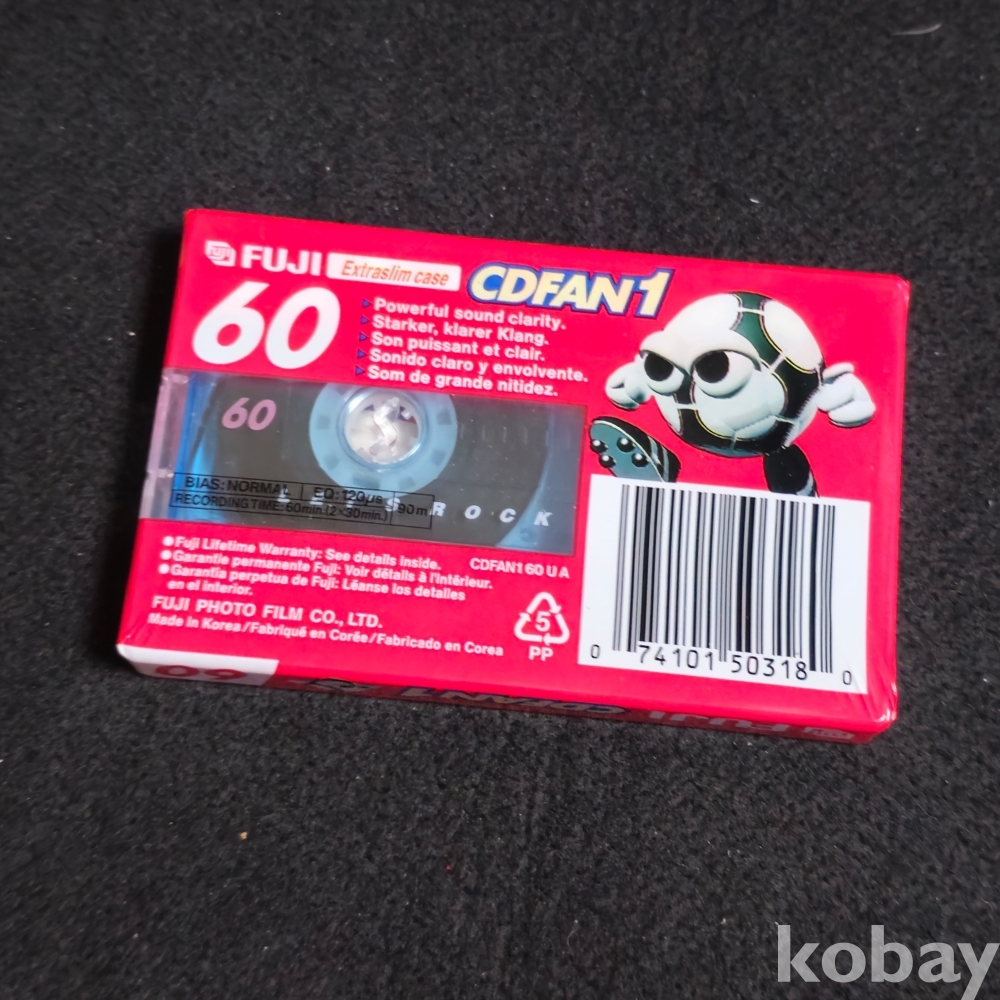 FUJI Extraslim case CDFAN1
60
Powerful sound clarity.
Starker, klarer Klang.
Son puissant et clair.
Sonido claro y envolvente.
Som de grande nitidez.
60
BIAS: NORMAL EQ: 120µs
RECORDING TIME: 60min.(2×30min.) 90m
ROCK
Fuji Lifetime Warranty: See details inside.
Garantie permanente Fuji: Voir détails à l'intérieur.
Garantía perpetua de Fuji: Léanse los detalles
en el interior.
CDFAN1 60 U A
FUJI PHOTO FILM CO., LTD.
Made in Korea/Fabriqué en Corée/Fabricado en Corea
5
PP
0 74101 50318 0
60 CDFAN1 FUJI
kobay